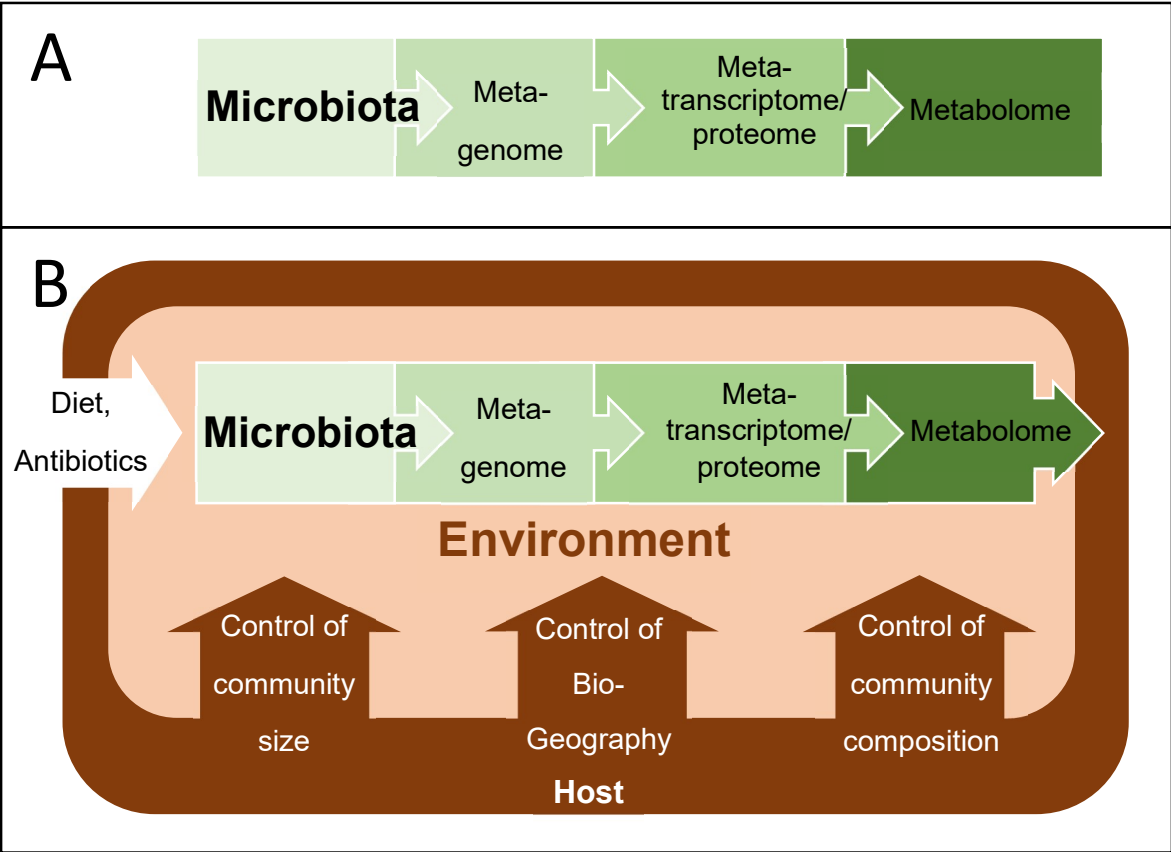 A
Microbiota
Meta-
genome
Meta-
transcriptome/
proteome
Metabolome
B
Diet,
Antibiotics
Microbiota
Meta-
genome
Meta-
transcriptome/
proteome
Metabolome
Environment
Control of
community
size
Control of
Bio-
Geography
Control of
community
composition
Host